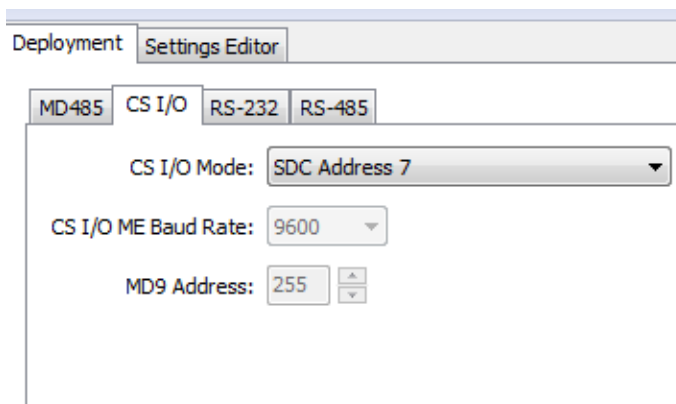 Deployment Settings Editor
MD485 CS I/O RS-232 RS-485
CS I/O Mode: SDC Address 7
CS I/O ME Baud Rate: 9600
MD9 Address: 255